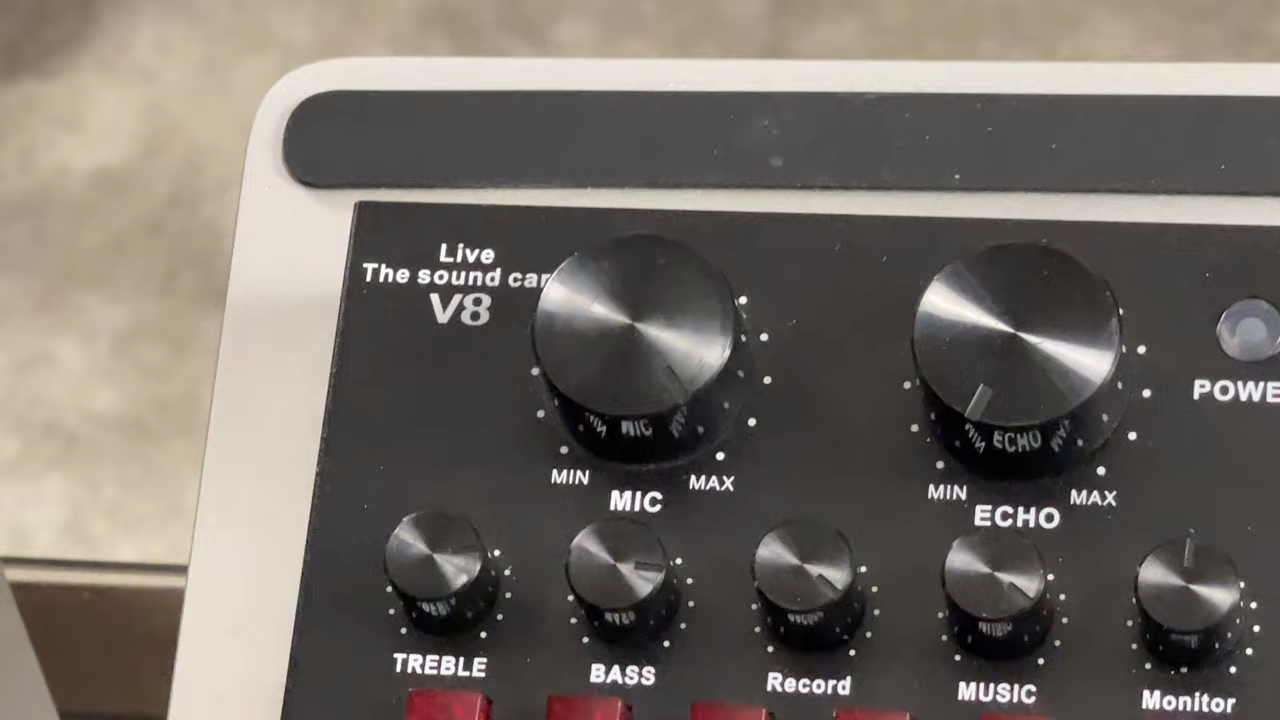 Live
The sound car
V8
MIN
MAX
MIC
MIN
MAX
ECHO
POWE
TREBLE
BASS
Record
MUSIC
Monitor